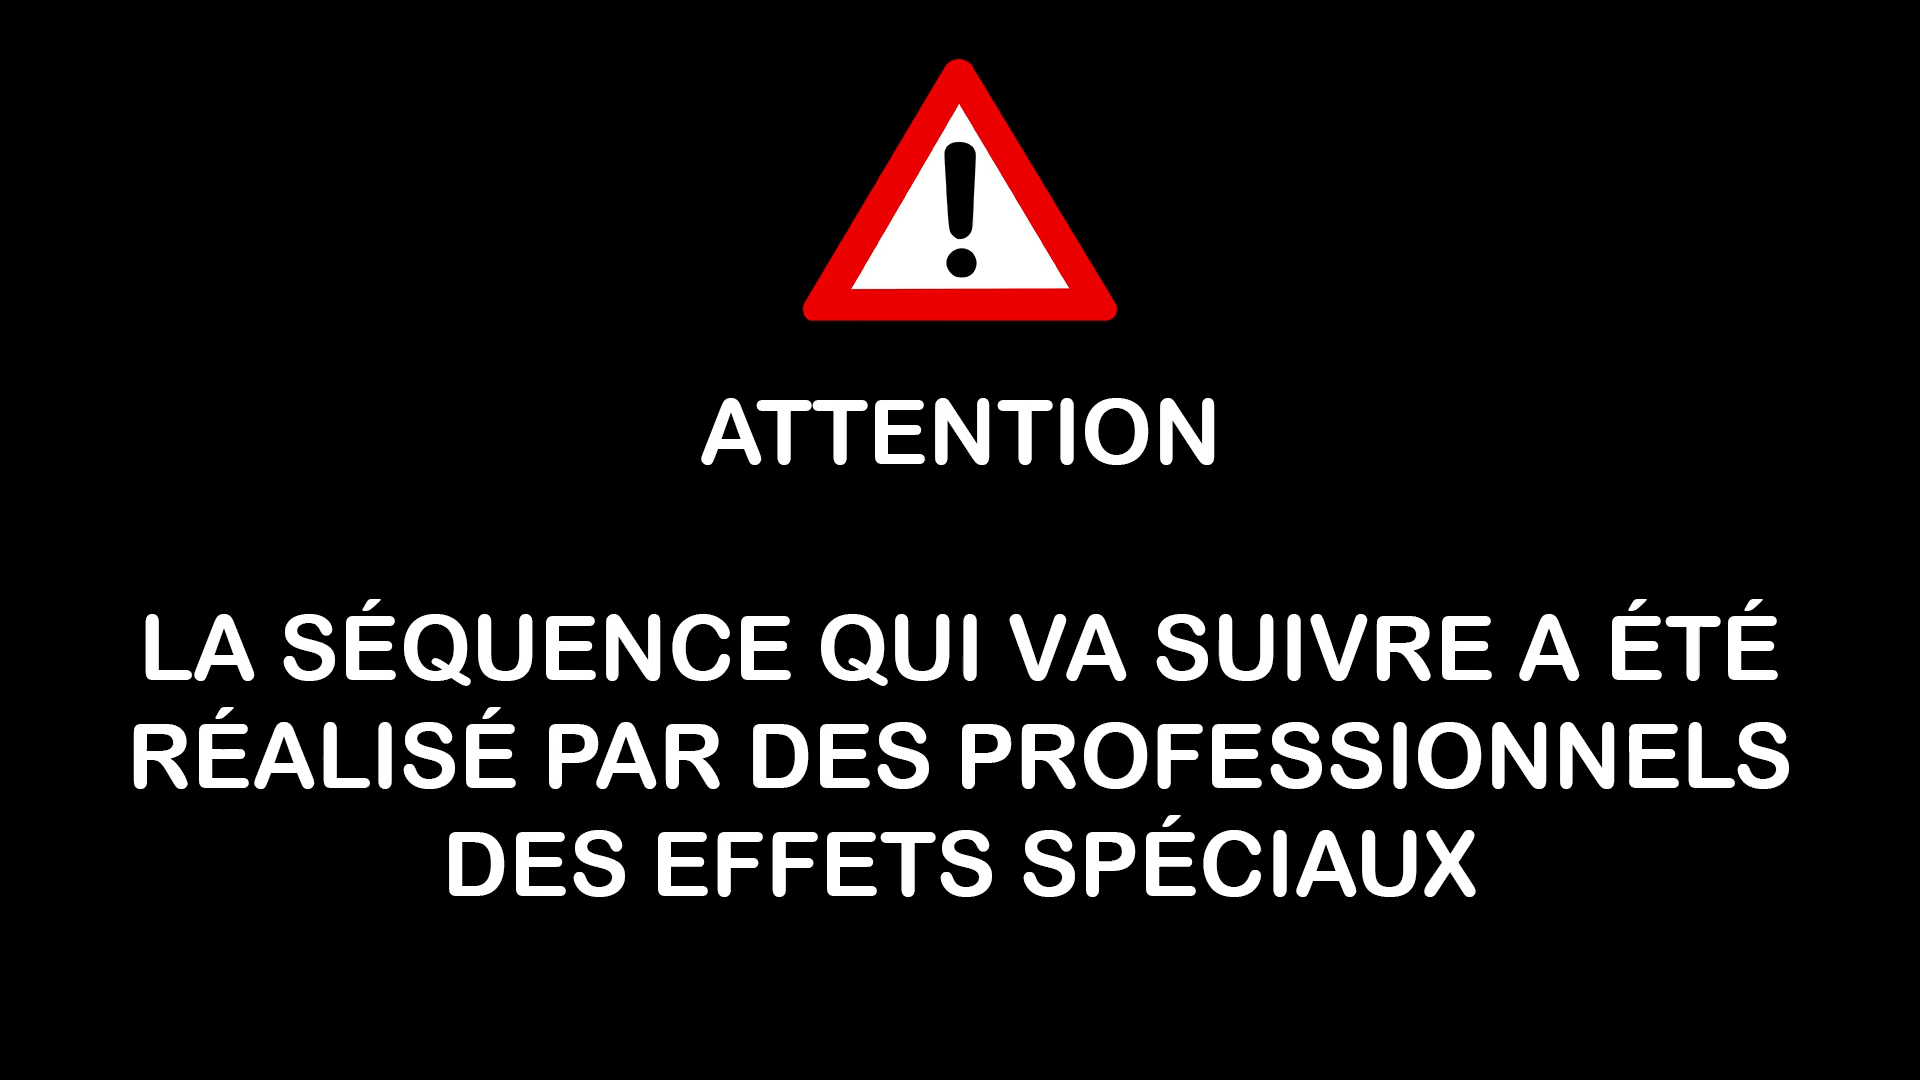 ATTENTION
LA SÉQUENCE QUI VA SUIVRE A ÉTÉ
RÉALISÉ PAR DES PROFESSIONNELS
DES EFFETS SPÉCIAUX